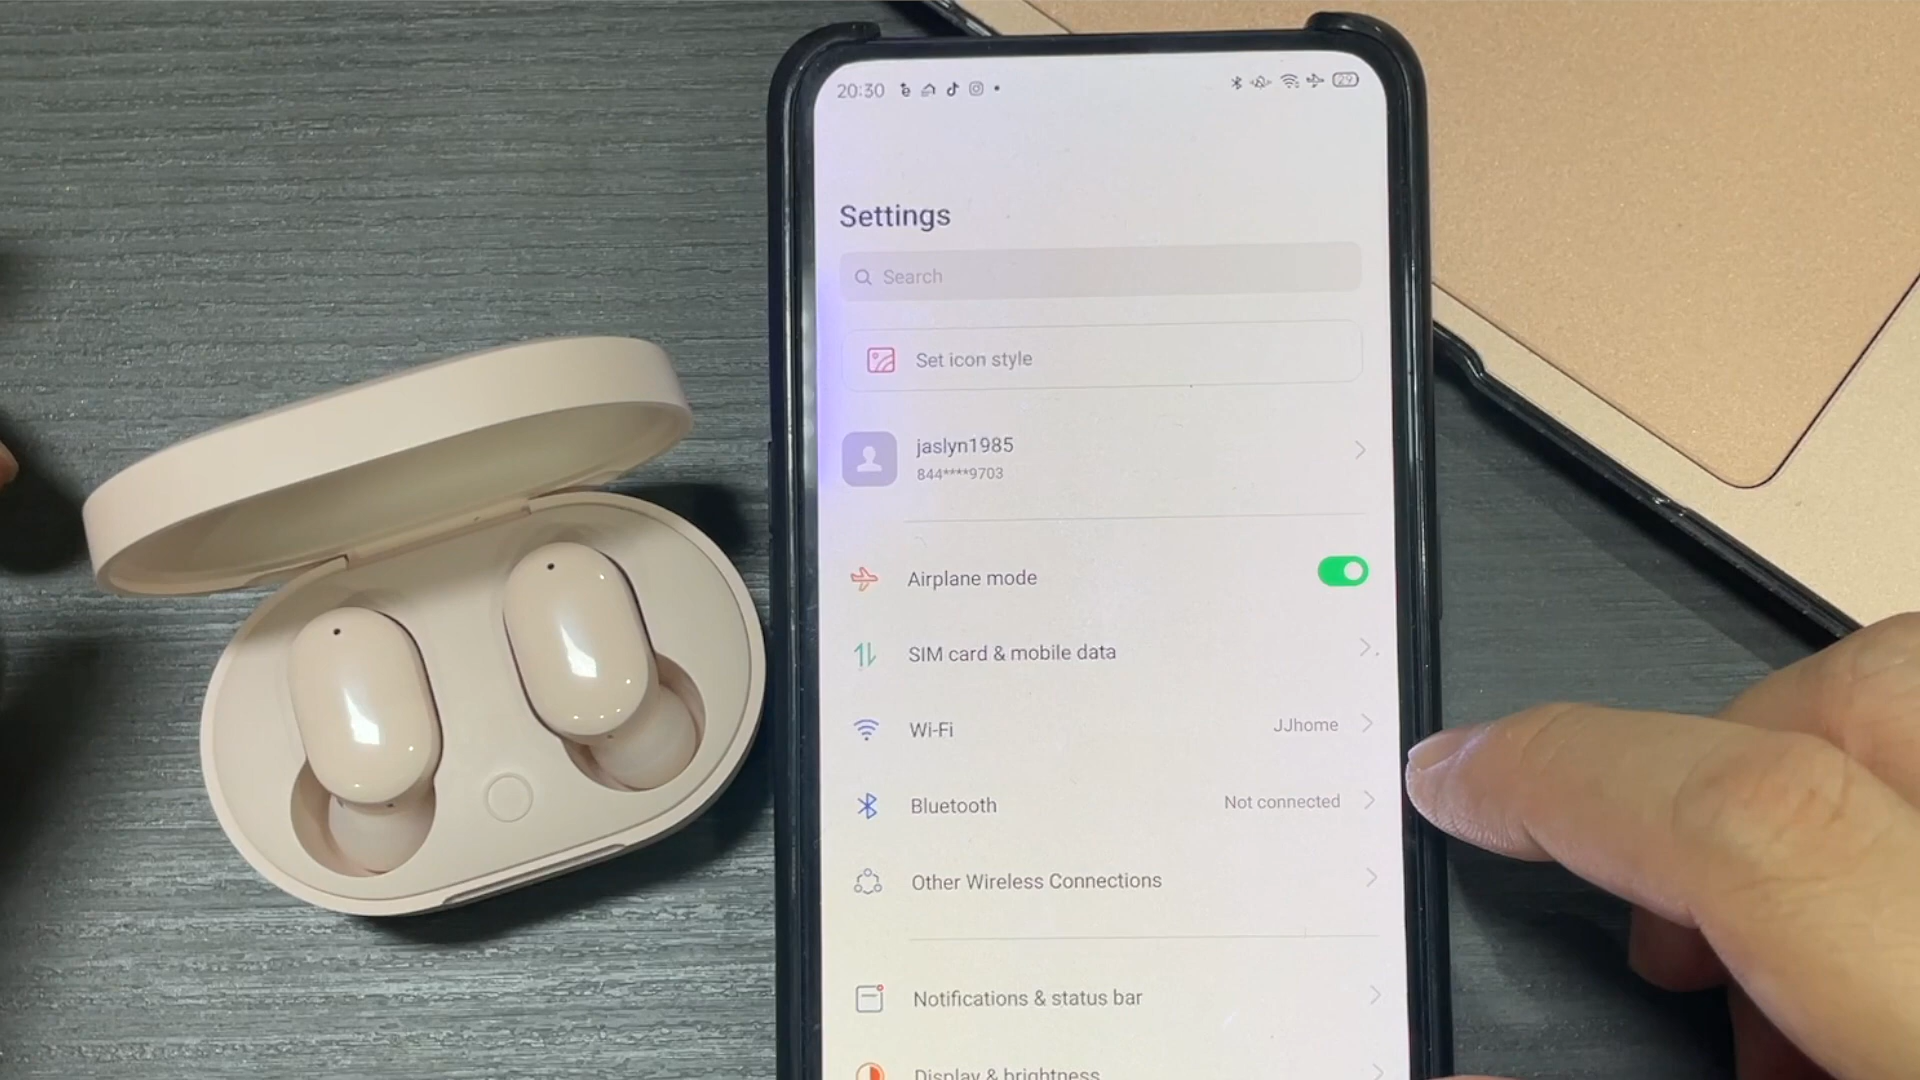 20:30
29
Settings
Search
Set icon style
jaslyn1985
844****9703
Airplane mode
SIM card & mobile data
Wi-Fi JJhome
Bluetooth Not connected
Other Wireless Connections
Notifications & status bar
Display & brightness